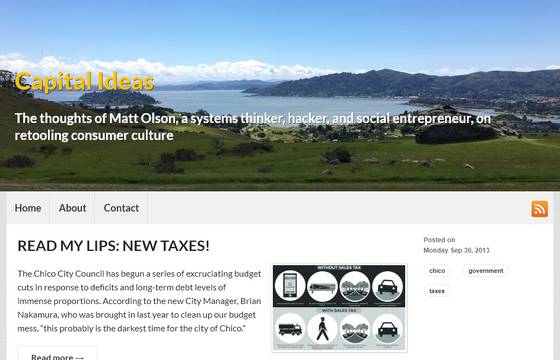 Capital Ideas
The thoughts of Matt Olson, a systems thinker, hacker, and social entrepreneur, on
retooling consumer culture
Home
About
Contact
READ MY LIPS: NEW TAXES!
The Chico City Council has begun a series of excruciating budget
cuts in response to deficits and long-term debt levels of
immense proportions. According to the new City Manager, Brian
Nakamura, who was brought in last year to clean up our budget
mess, “this probably is the darkest time for the city of Chico.”
Read more →
WITHOUT SALES TAX
WITH SALES TAX
Posted on
Monday Sep 30, 2013
chico
government
taxes